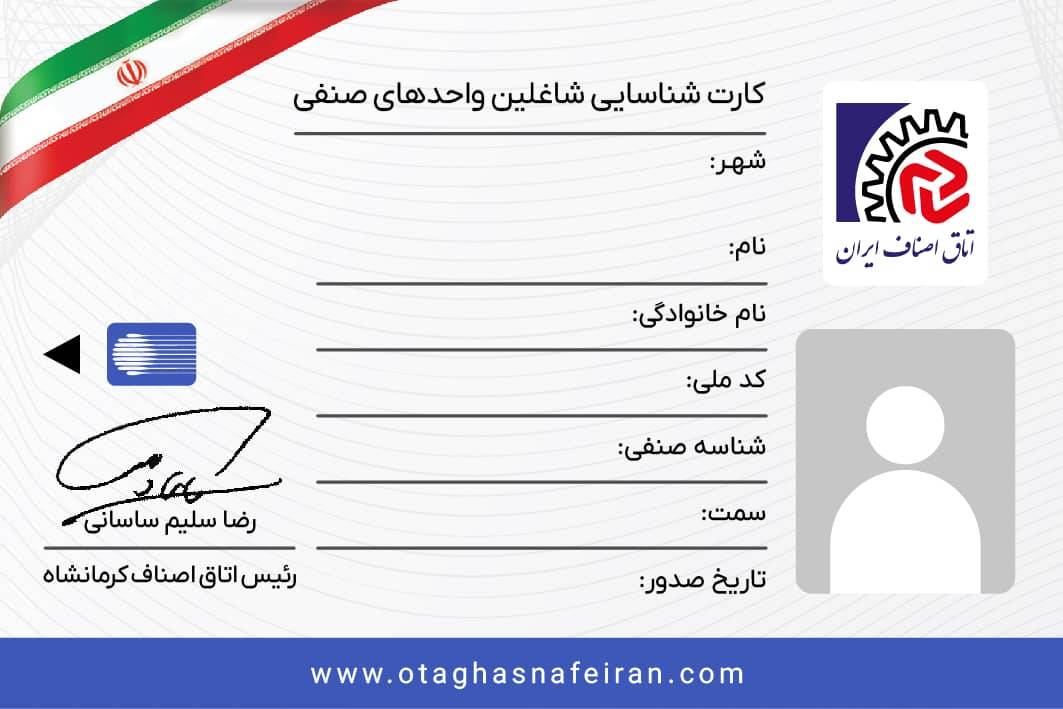 کارت شناسایی شاغلین واحدهای صنفی
اتاق اصناف ایران
شهر:
نام:
نام خانوادگی:
کد ملی:
شناسه صنفی:
سمت:
تاریخ صدور:
رضا سلیم ساسانی
رئیس اتاق اصناف کرمانشاه
www.otaghasnafeiran.com